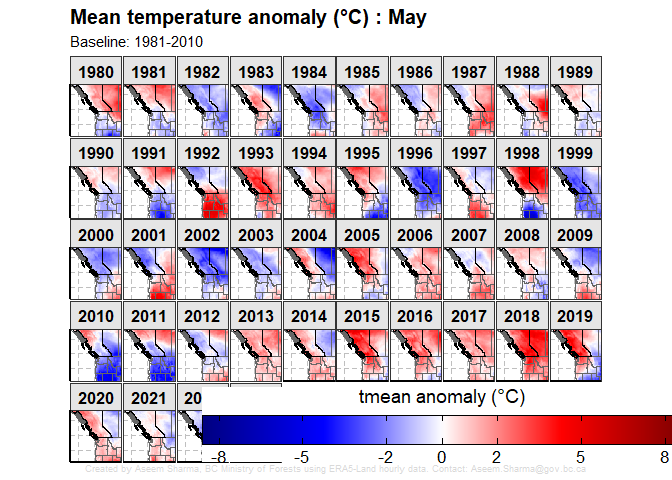 Mean temperature anomaly (°C) : May
Baseline: 1981-2010
1980 1981 1982 1983 1984 1985 1986 1987 1988 1989
1990 1991 1992 1993 1994 1995 1996 1997 1998 1999
2000 2001 2002 2003 2004 2005 2006 2007 2008 2009
2010 2011 2012 2013 2014 2015 2016 2017 2018 2019
2020 2021 20
tmean anomaly (°C)
-8 -5 -2 0 2 5 8
Created by Aseem Sharma, BC Ministry of Forests using ERA5-Land hourly data. Contact: Aseem.Sharma@gov.bc.ca